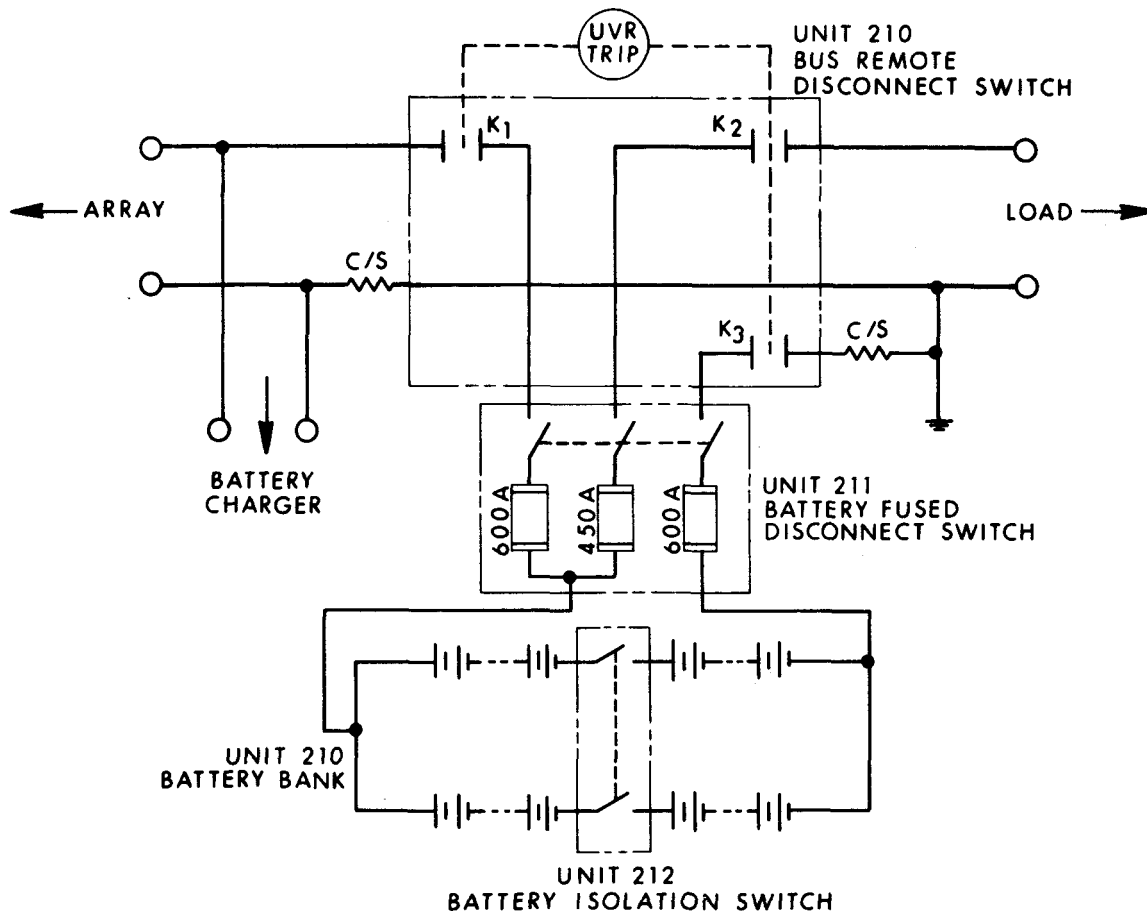 UVR
TRIP
UNIT 210
BUS REMOTE
DISCONNECT SWITCH
K1
K2
ARRAY
LOAD
C/S
K3
C/S
BATTERY
CHARGER
600A
450A
600A
UNIT 211
BATTERY FUSED
DISCONNECT SWITCH
UNIT 210
BATTERY BANK
UNIT 212
BATTERY ISOLATION SWITCH